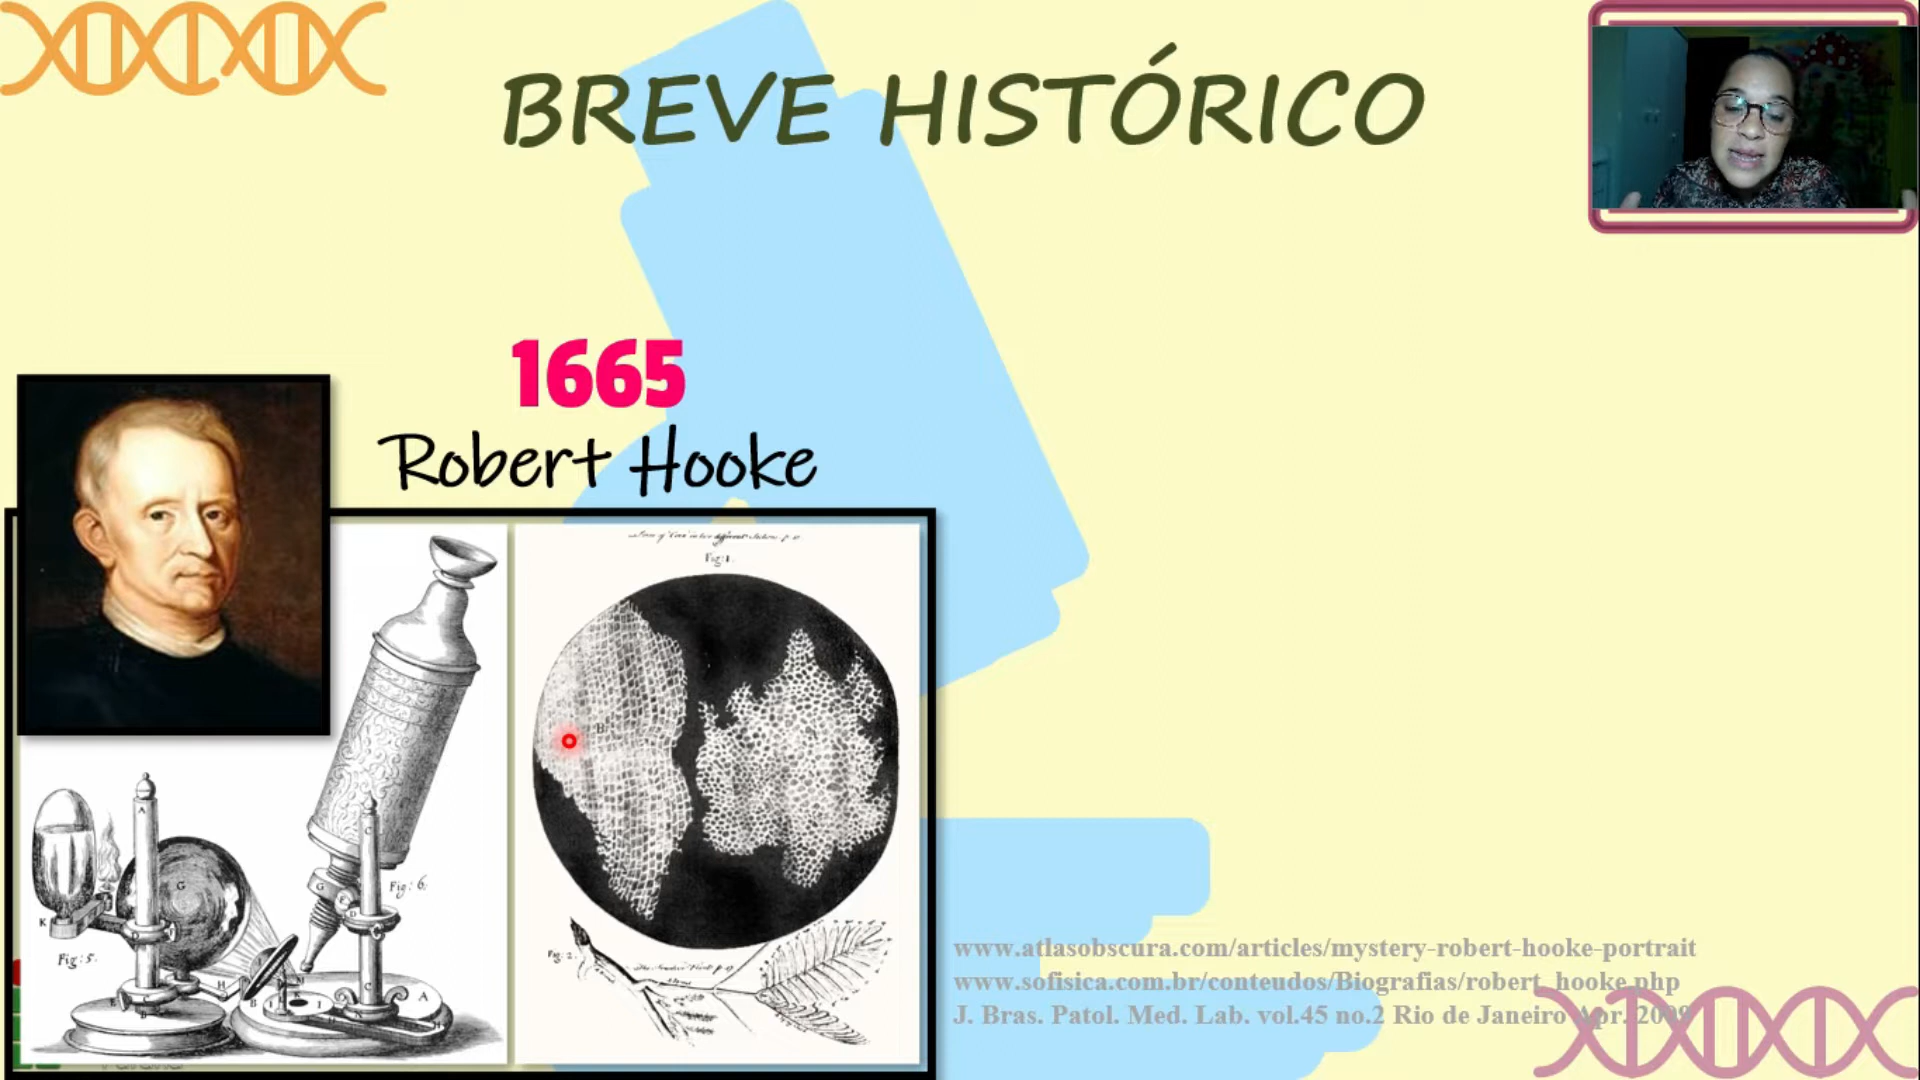 BREVE HISTÓRICO
1665
Robert Hooke
Fig: 1.
B
Fig: 6.
Fig: 5.
Fig: 2.
A
G
K
C
G
H
B
I
A
www.atlasobscura.com/articles/mystery-robert-hooke-portrait
www.sofisica.com.br/conteudos/Biografias/robert_hooke.php
J. Bras. Patol. Med. Lab. vol.45 no.2 Rio de Janeiro Apr. 2009